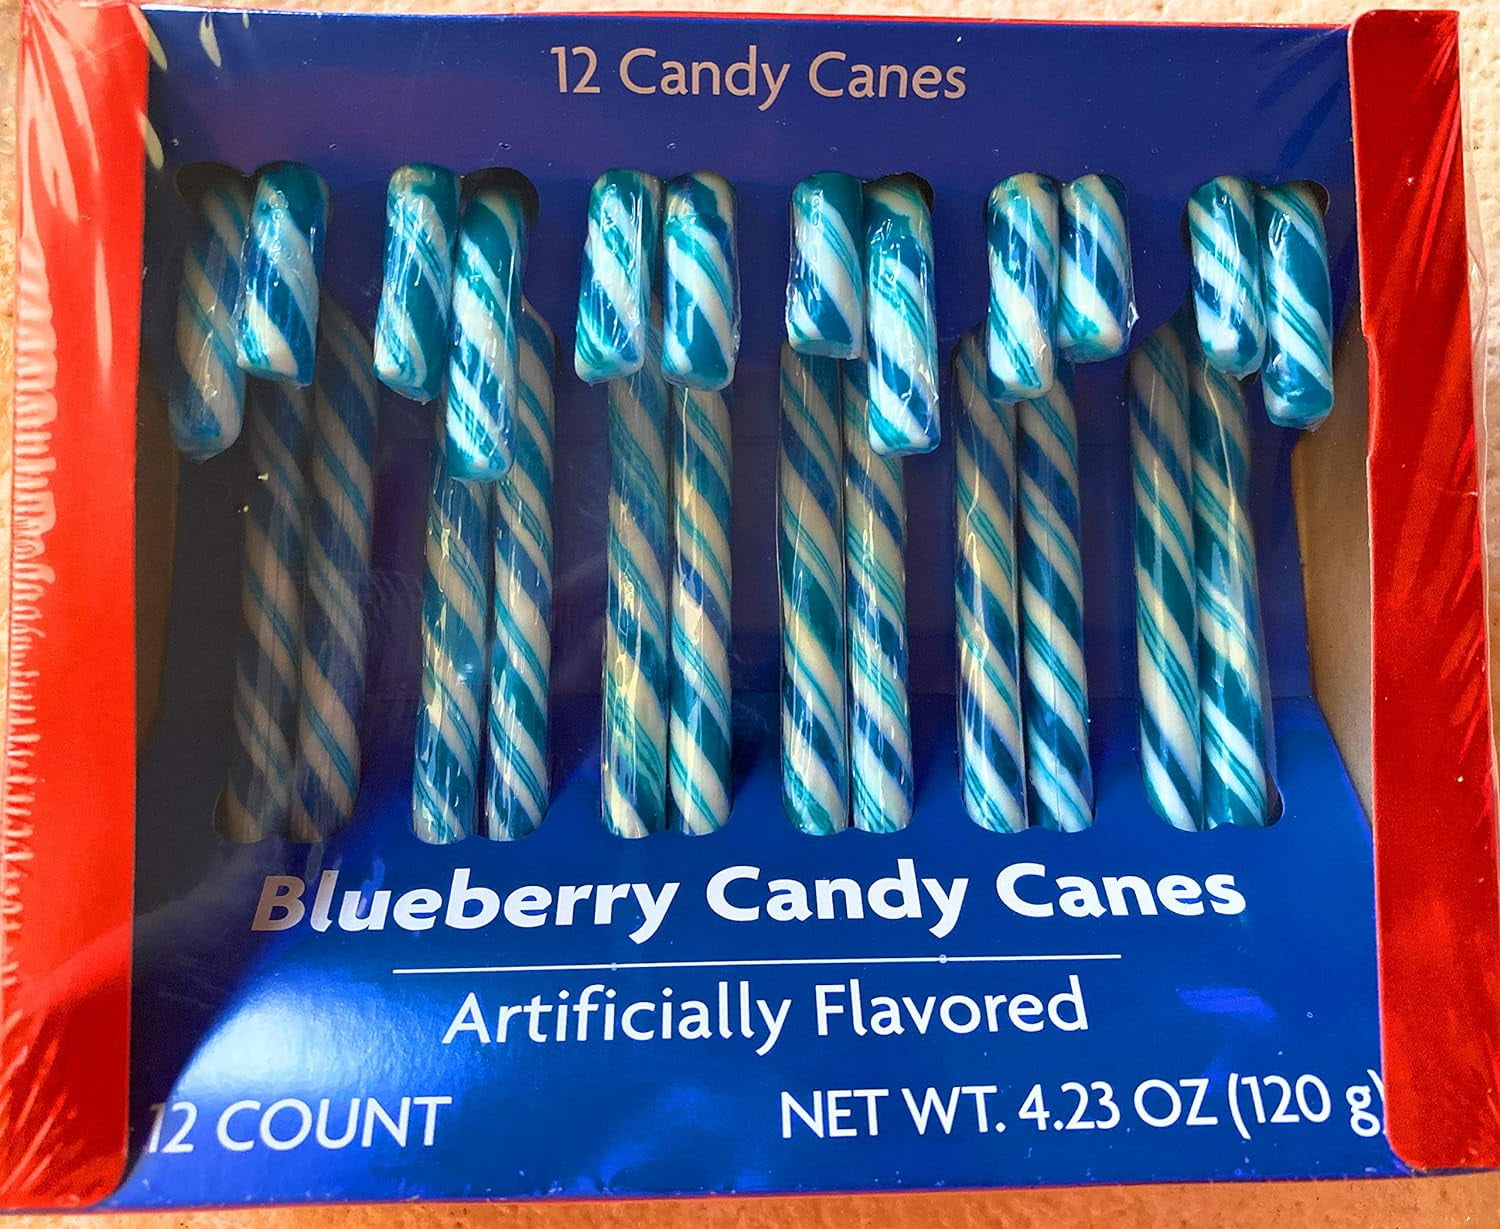 12 Candy Canes
Blueberry Candy Canes
Artificially Flavored
12 COUNT
NET WT. 4.23 OZ (120 g)